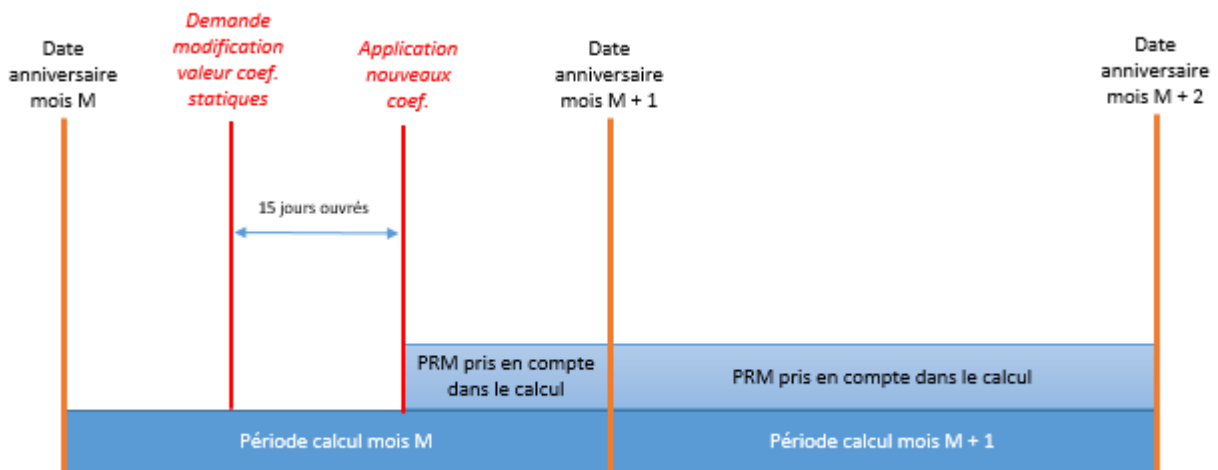 Date
anniversaire
mois M
Demande
modification
valeur coef.
statiques
Application
nouveaux
coef.
Date
anniversaire
mois M + 1
Date
anniversaire
mois M + 2
15 jours ouvrés
PRM pris en compte
dans le calcul
PRM pris en compte dans le calcul
Période calcul mois M
Période calcul mois M + 1